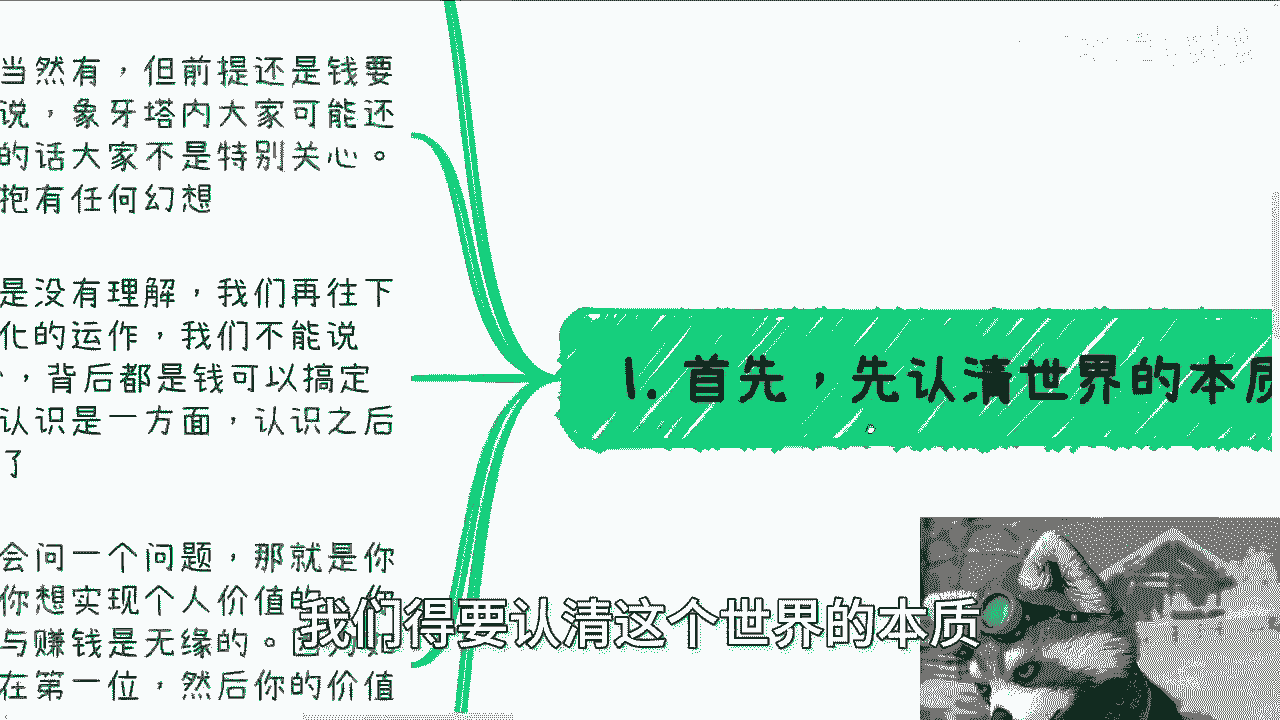 当然有，但前提还是钱要
说，象牙塔内大家可能还
的话大家不是特别关心。
抱有任何幻想
是没有理解，我们再往下
化的运作，我们不能说
，背后都是钱可以搞定
认识是一方面，认识之后
了
1. 首先，先认清世界的本质
会问一个问题，那就是你
你想实现个人价值的，你
与赚钱是无缘的。因为
在第一位，然后你的价值
我们得要认清这个世界的本质